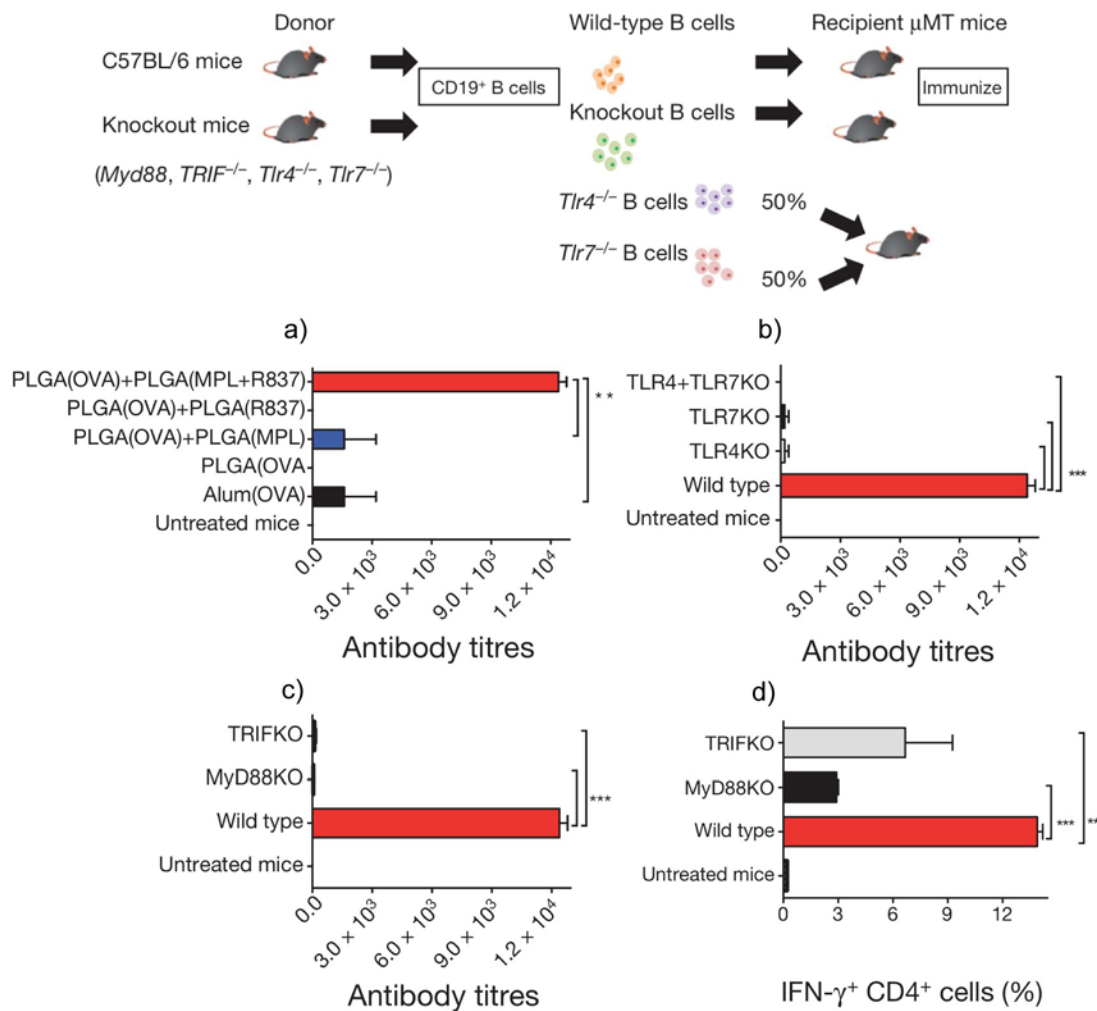 Donor
Wild-type B cells
Recipient μMT mice
C57BL/6 mice
CD19⁺ B cells
Immunize
Knockout mice
Knockout B cells
(Myd88, TRIF⁻/⁻, Tlr4⁻/⁻, Tlr7⁻/⁻)
Tlr4⁻/⁻ B cells
50%
Tlr7⁻/⁻ B cells
50%
a)
PLGA(OVA)+PLGA(MPL+R837)
PLGA(OVA)+PLGA(R837)
PLGA(OVA)+PLGA(MPL)
PLGA(OVA
Alum(OVA)
Untreated mice
* *
0.0
3.0 × 10³
6.0 × 10³
9.0 × 10³
1.2 × 10⁴
Antibody titres
b)
TLR4+TLR7KO
TLR7KO
TLR4KO
Wild type
Untreated mice
***
0.0
3.0 × 10³
6.0 × 10³
9.0 × 10³
1.2 × 10⁴
Antibody titres
c)
TRIFKO
MyD88KO
Wild type
Untreated mice
***
0.0
3.0 × 10³
6.0 × 10³
9.0 × 10³
1.2 × 10⁴
Antibody titres
d)
TRIFKO
MyD88KO
Wild type
Untreated mice
***
**
0 3 6 9 12
IFN-γ⁺ CD4⁺ cells (%)